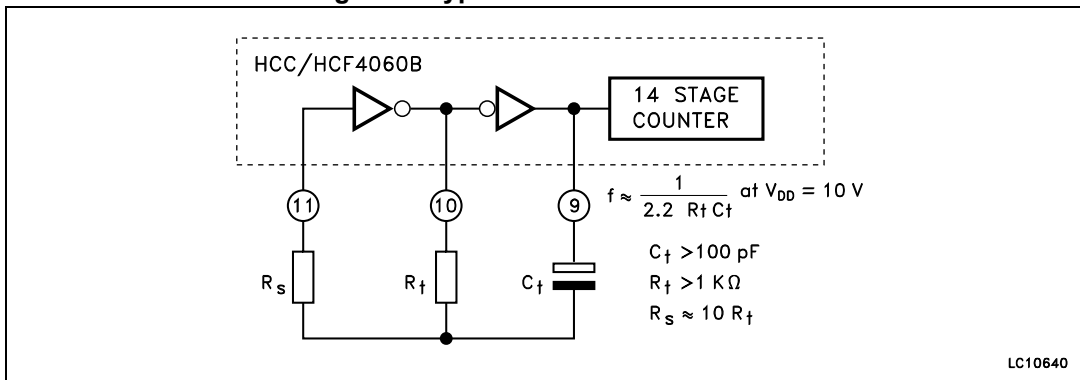 HCC/HCF4060B
14 STAGE
COUNTER
11
10
9
f ≈ 1 / 2.2 Rt Ct at VDD = 10 V
Rs
Rt
Ct
Ct >100 pF
Rt >1 KΩ
Rs ≈ 10 Rt
LC10640